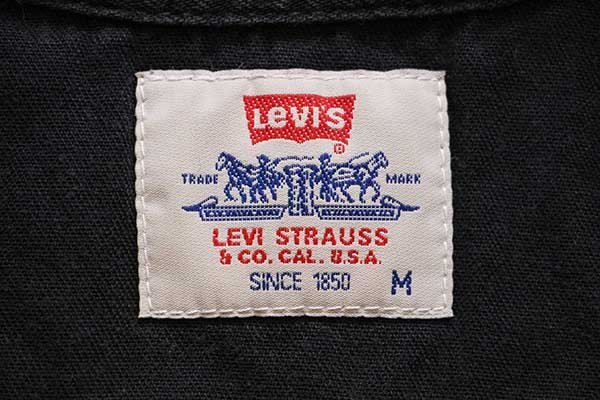 LeVI'S
®
TRADE MARK
LEVI STRAUSS
& CO. CAL. U.S.A.
SINCE 1850 M